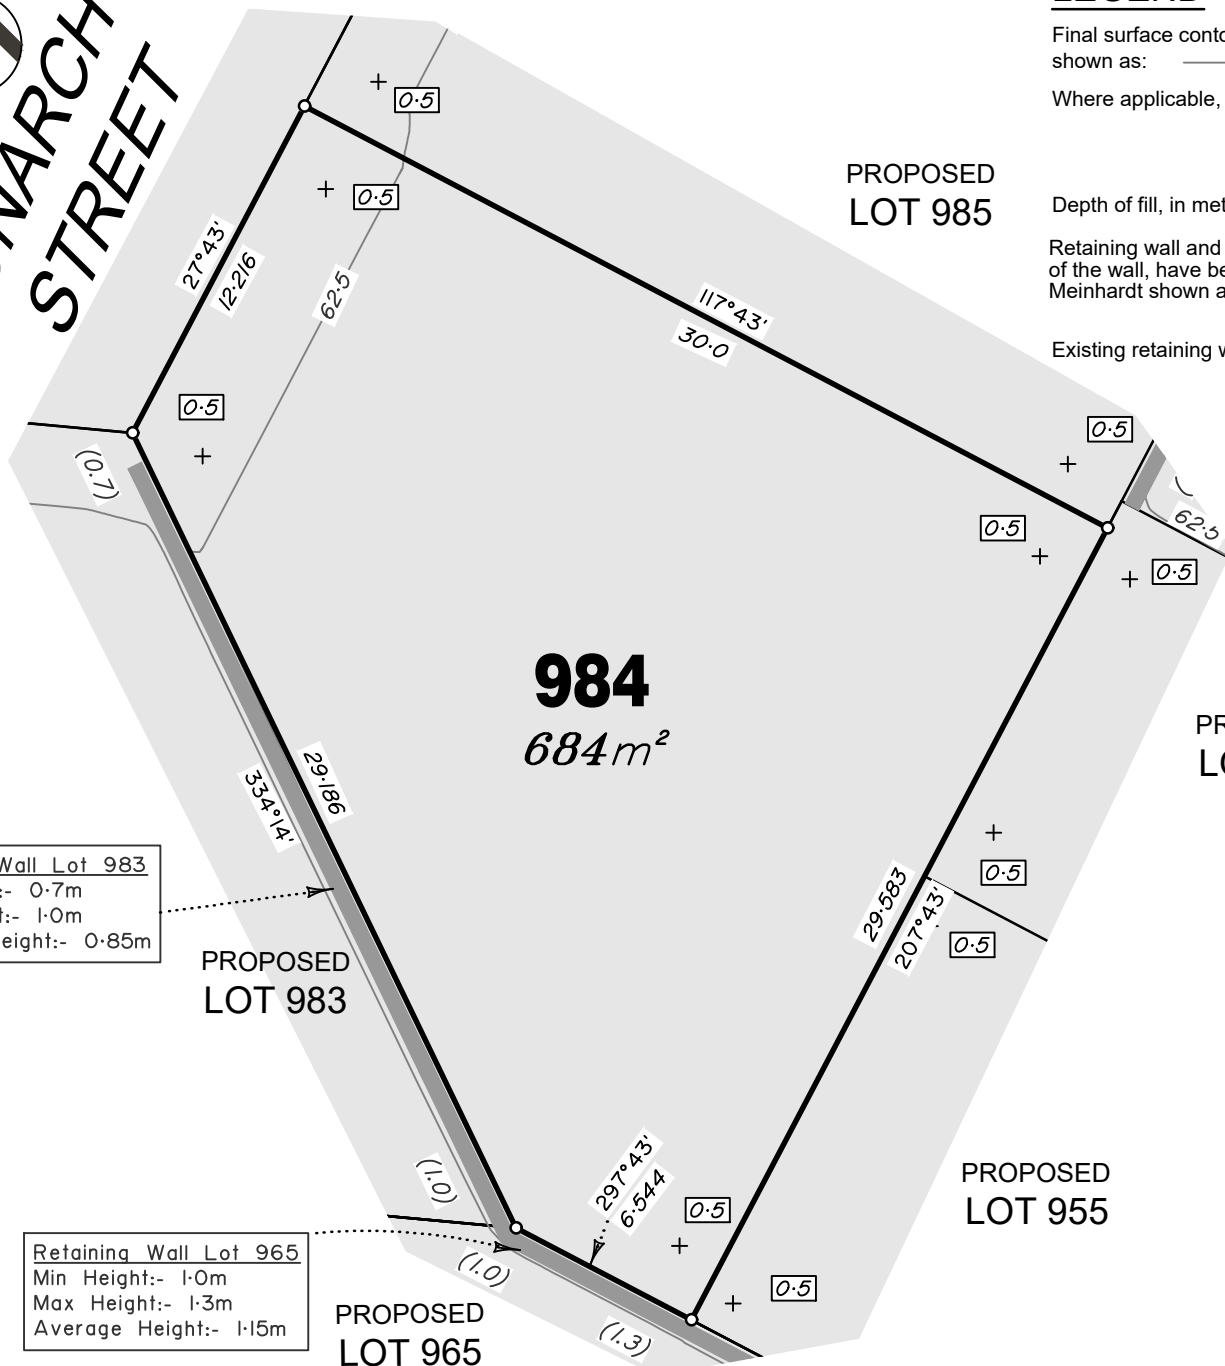 STREET
LEGEND
Final surface
shown as:
Where applicable,
Depth of fill, in
Retaining wall and
of the wall, have
Meinhardt shown
Existing retaining
0·5
0·5
PROPOSED
LOT 985
27°43'
12·216
62·5
117°43'
30·0
0·5
0·5
(0.7)
0·5
62·5
0·5
984
684m²
29·186
334°14'
0·5
29·583
207°43'
0·5
Wall Lot 983
0·7m
1·0m
0·85m
PROPOSED
LOT 983
(1.0)
297°43'
6·544
0·5
PROPOSED
LOT 955
Retaining Wall Lot 965
Min Height:- 1·0m
Max Height:- 1·3m
Average Height:- 1·15m
(1.0)
0·5
PROPOSED
LOT 965
(1.3)